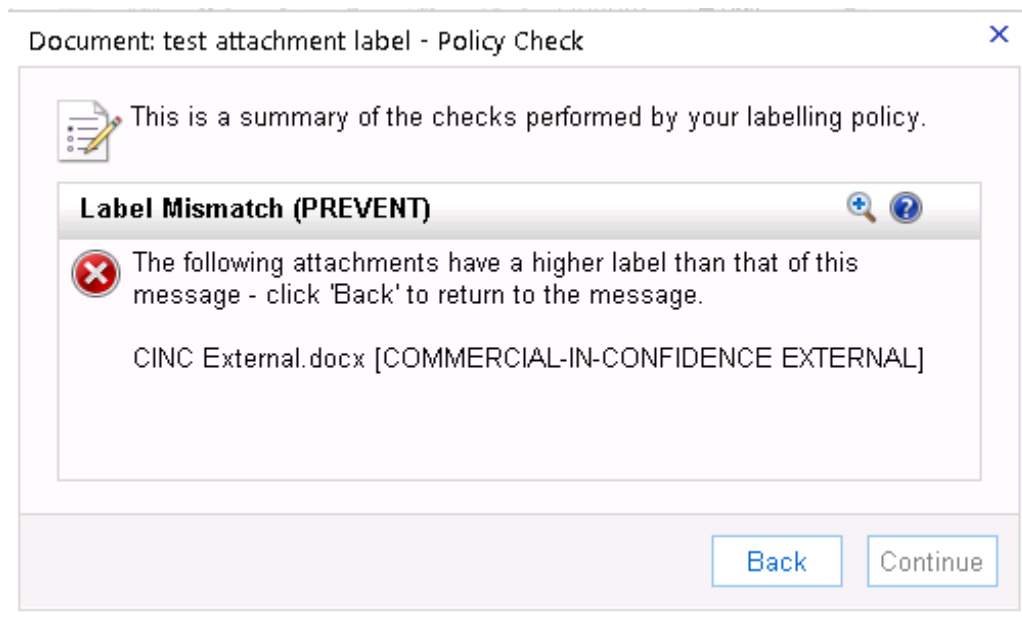 Document: test attachment label - Policy Check
This is a summary of the checks performed by your labelling policy.
Label Mismatch (PREVENT)
The following attachments have a higher label than that of this
message - click 'Back' to return to the message.
CINC External.docx [COMMERCIAL-IN-CONFIDENCE EXTERNAL]
Back Continue